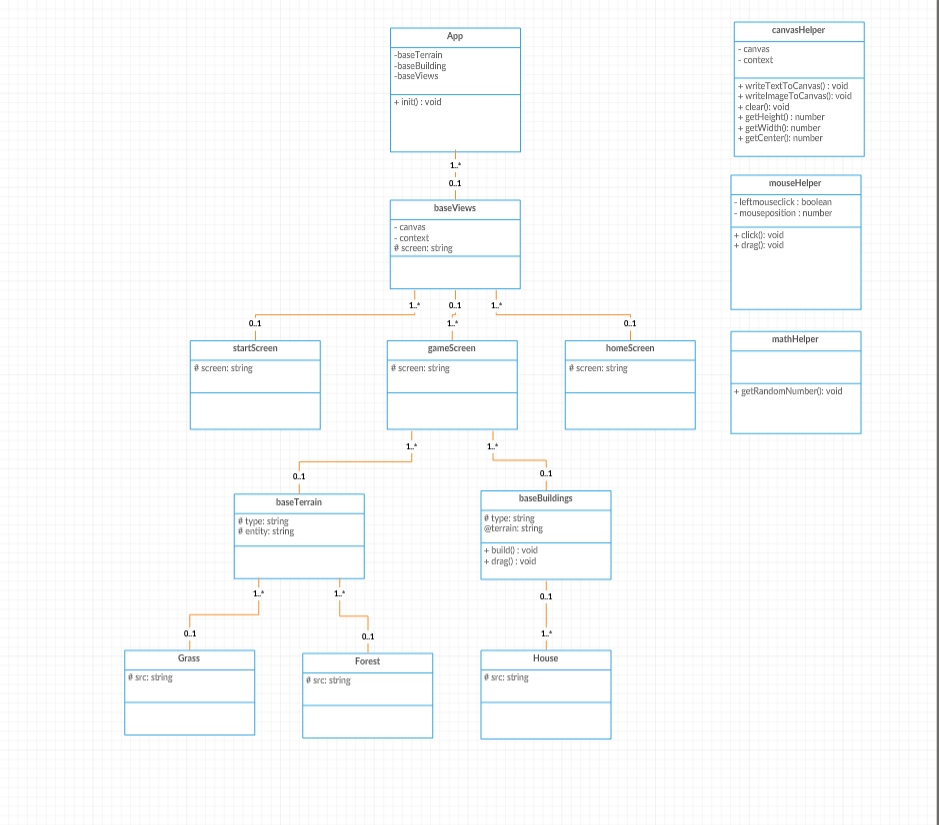 App
-baseTerrain
-baseBuilding
-baseViews
+ init() : void
1..*
0..1
baseViews
- canvas
- context
# screen: string
1..*
0..1
1..*
0..1
1..*
0..1
startScreen
# screen: string
gameScreen
# screen: string
homeScreen
# screen: string
1..*
1..*
0..1
0..1
baseTerrain
# type: string
# entity: string
baseBuildings
# type: string
@terrain: string
+ build() : void
+ drag() : void
1..*
1..*
0..1
0..1
0..1
1..*
Grass
# src: string
Forest
# src: string
House
# src: string
canvasHelper
- canvas
- context
+ writeTextToCanvas() : void
+ writeImageToCanvas(): void
+ clear(): void
+ getHeight() : number
+ getWidth(): number
+ getCenter(): number
mouseHelper
- leftmouseclick : boolean
- mouseposition : number
+ click(): void
+ drag(): void
mathHelper
+ getRandomNumber(): void